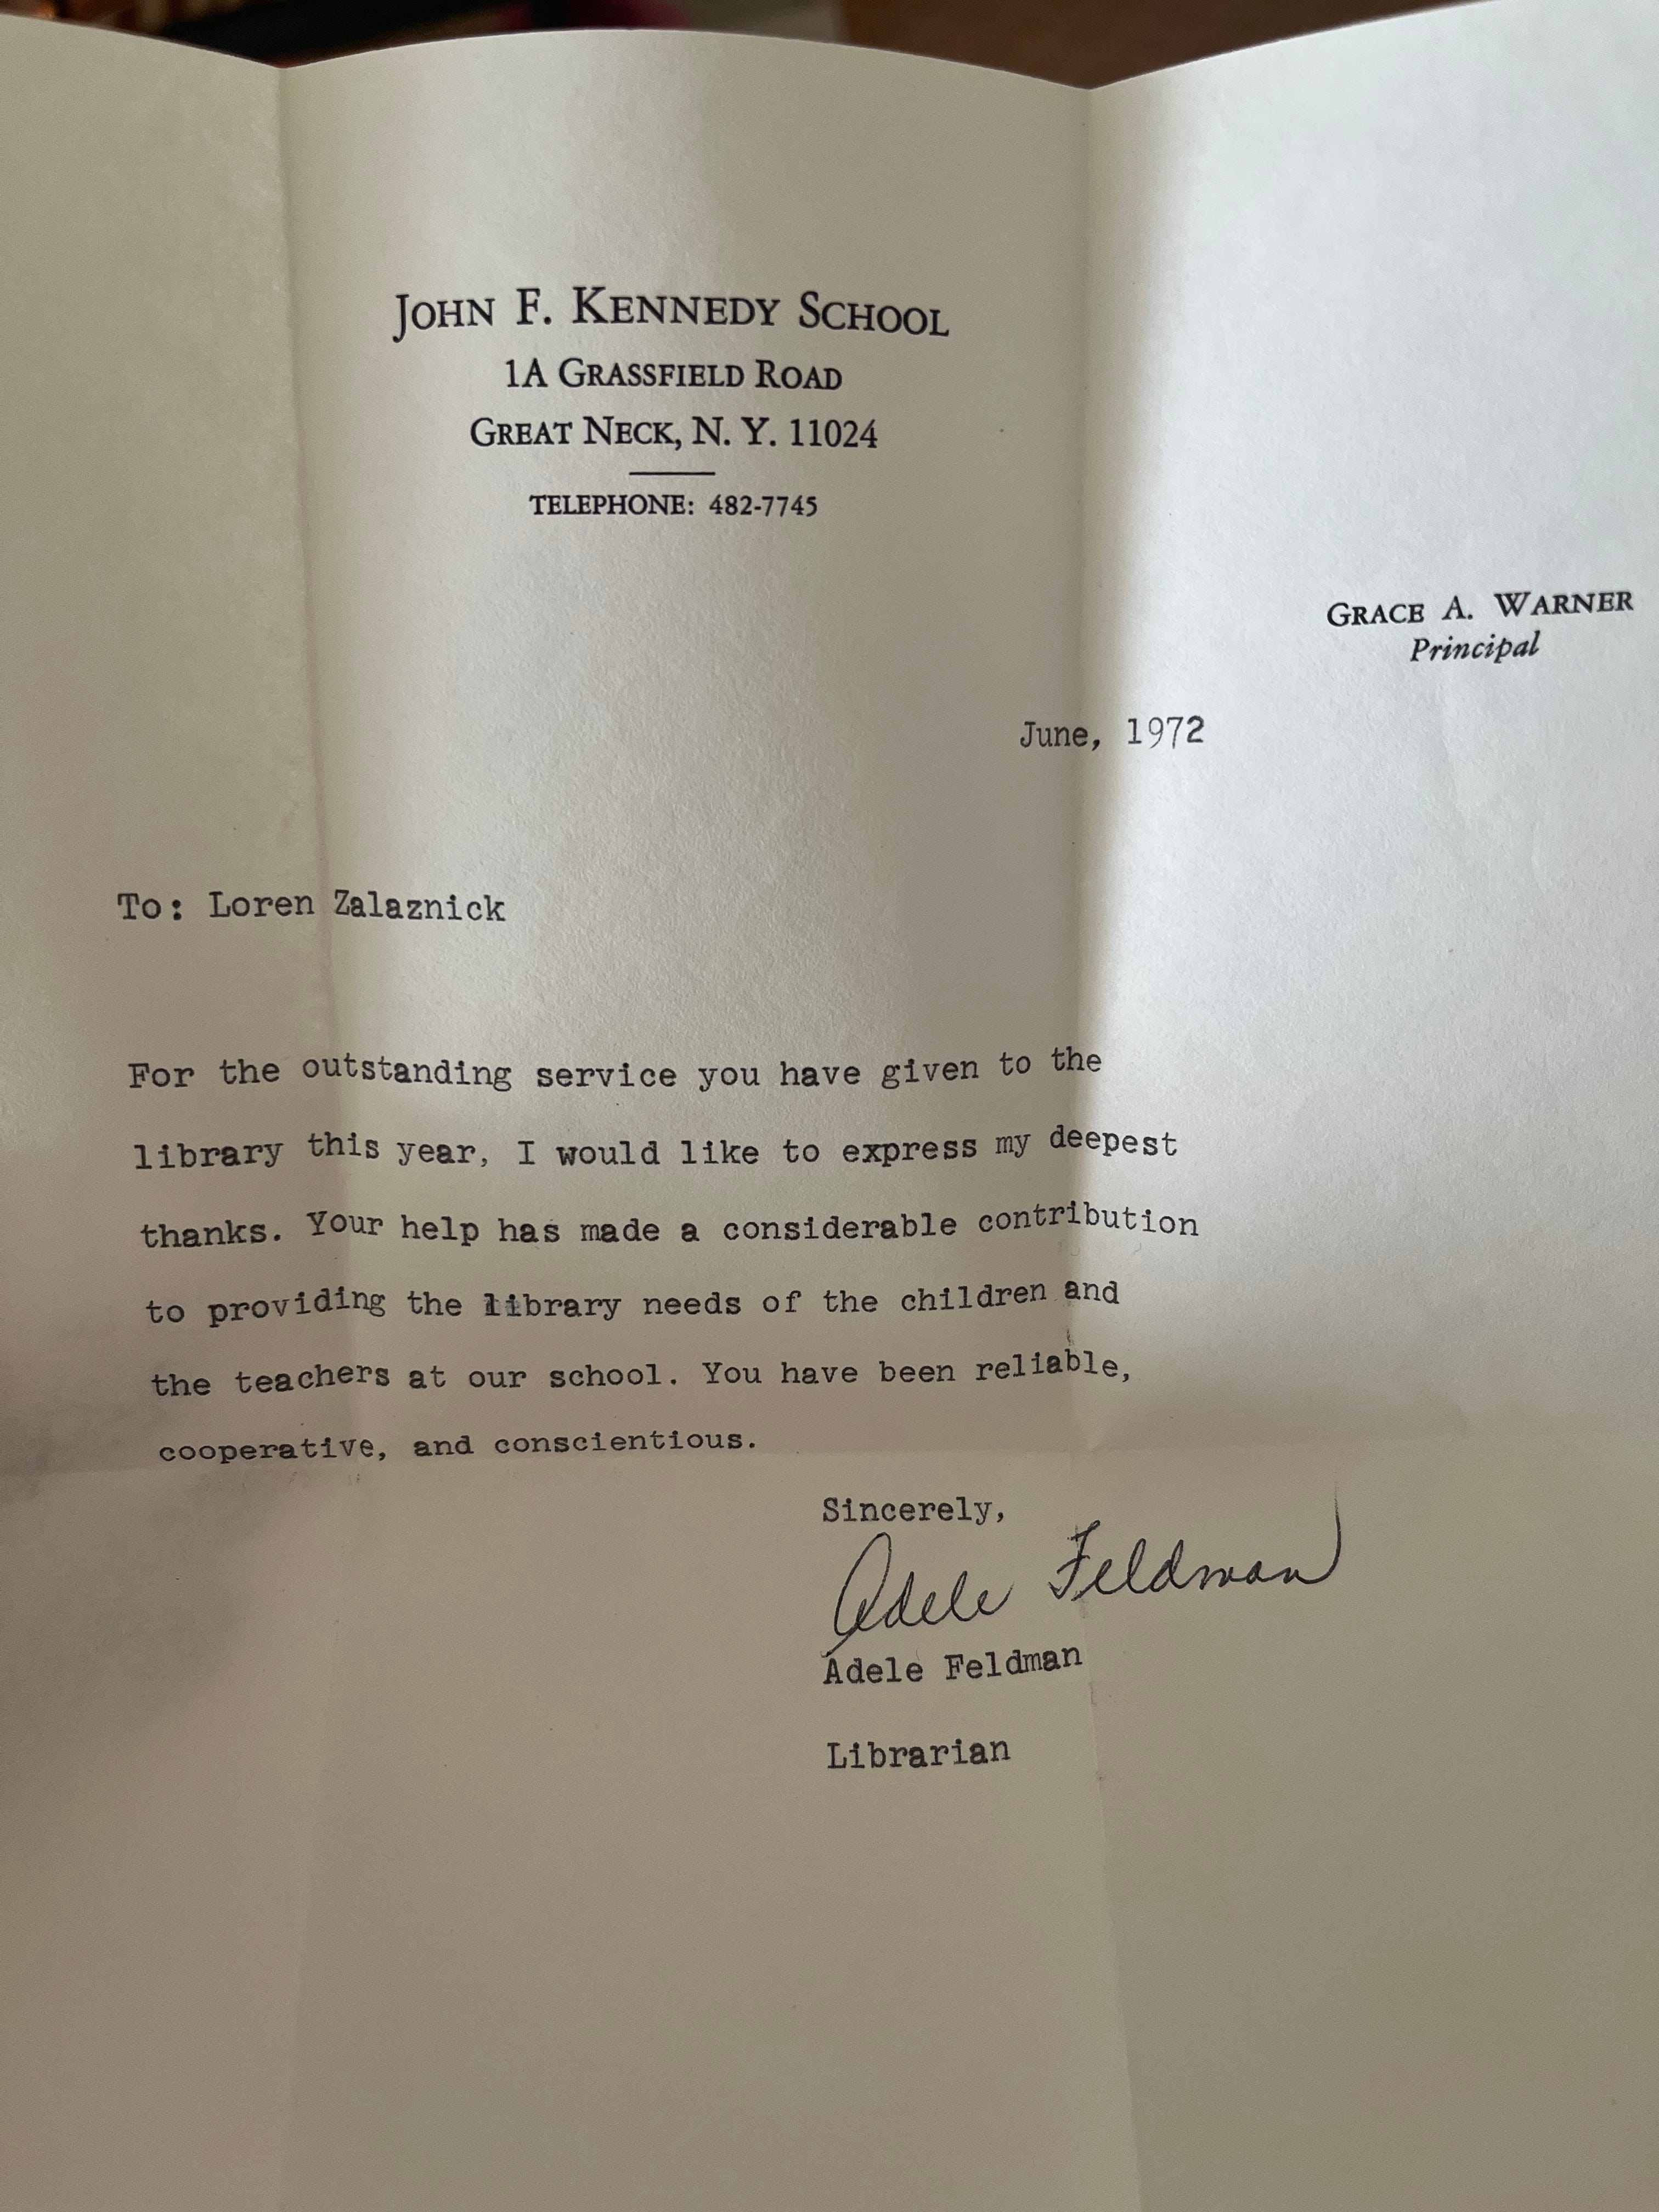 JOHN F. KENNEDY SCHOOL
1A GRASSFIELD ROAD
GREAT NECK, N. Y. 11024
TELEPHONE: 482-7745
GRACE A. WARNER
Principal
June, 1972
To: Loren Zalaznick
For the outstanding service you have given to the
library this year, I would like to express my deepest
thanks. Your help has made a considerable contribution
to providing the library needs of the children and
the teachers at our school. You have been reliable,
cooperative, and conscientious.
Sincerely,
Adele Feldman
Adele Feldman
Librarian